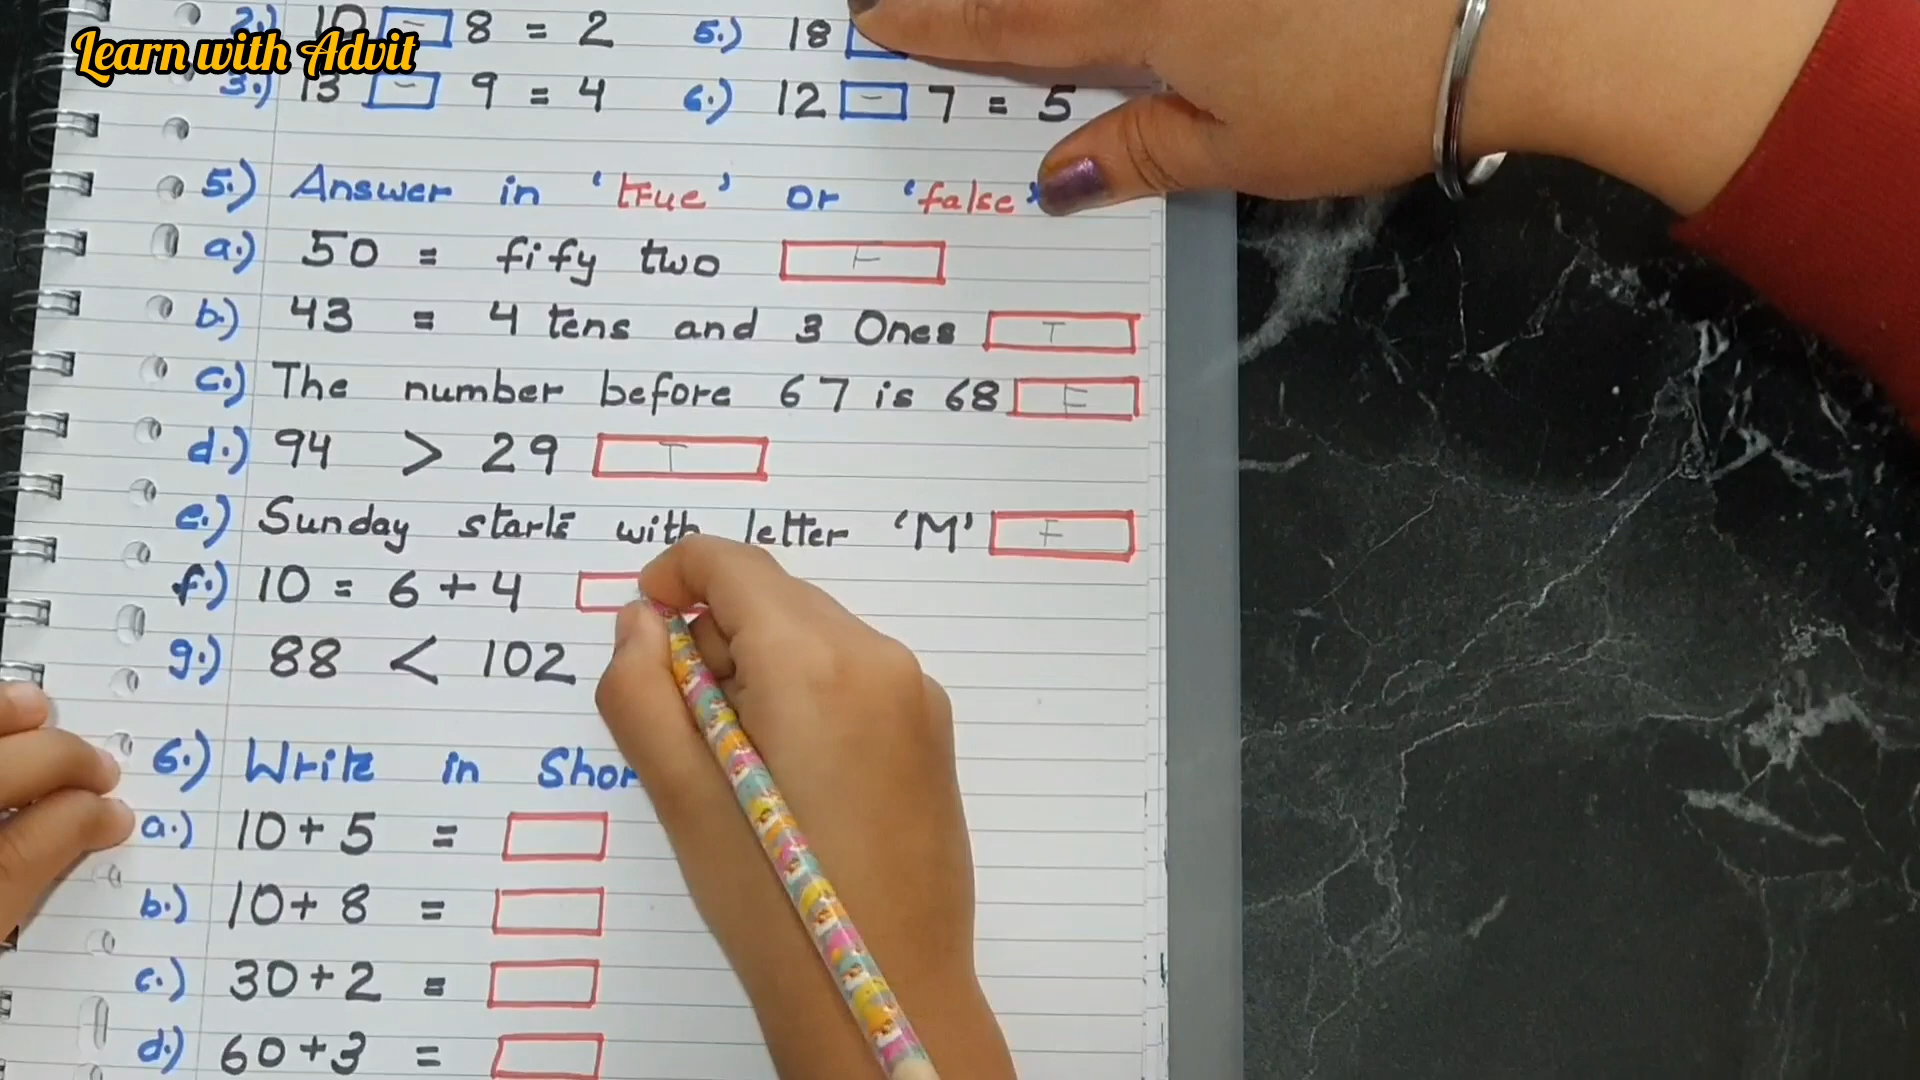 Learn with Advit
2.) 10 - 8 = 2 5.) 18
3.) 13 - 9 = 4 6.) 12 - 7 = 5
5.) Answer in 'true' or 'false'
a.) 50 = fify two F
b.) 43 = 4 tens and 3 Ones T
c.) The number before 67 is 68 F
d.) 94 > 29 T
e.) Sunday starts with letter 'M' F
f.) 10 = 6 + 4
g.) 88 < 102
6.) Write in
a.) 10 + 5 =
b.) 10 + 8 =
c.) 30 + 2 =
d.) 60 + 3 =